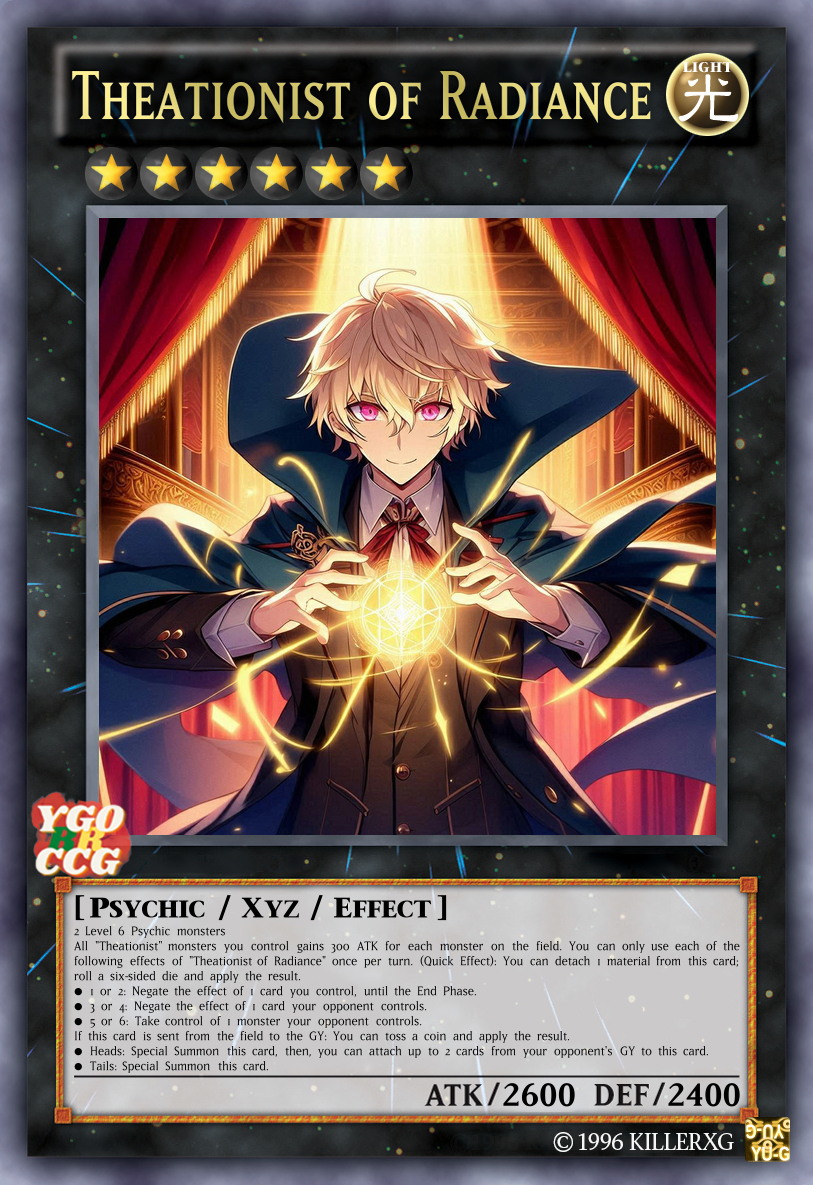 THEATIONIST OF RADIANCE
LIGHT
光
[ PSYCHIC / XYZ / EFFECT ]
2 Level 6 Psychic monsters
All "Theationist" monsters you control gains 300 ATK for each monster on the field. You can only use each of the
following effects of "Theationist of Radiance" once per turn. (Quick Effect): You can detach 1 material from this card;
roll a six-sided die and apply the result.
● 1 or 2: Negate the effect of 1 card you control, until the End Phase.
● 3 or 4: Negate the effect of 1 card your opponent controls.
● 5 or 6: Take control of 1 monster your opponent controls.
If this card is sent from the field to the GY: You can toss a coin and apply the result.
● Heads: Special Summon this card, then, you can attach up to 2 cards from your opponent's GY to this card.
● Tails: Special Summon this card.
ATK/2600 DEF/2400
YGO
RR
CCG
© 1996 KILLERXG
YU-G